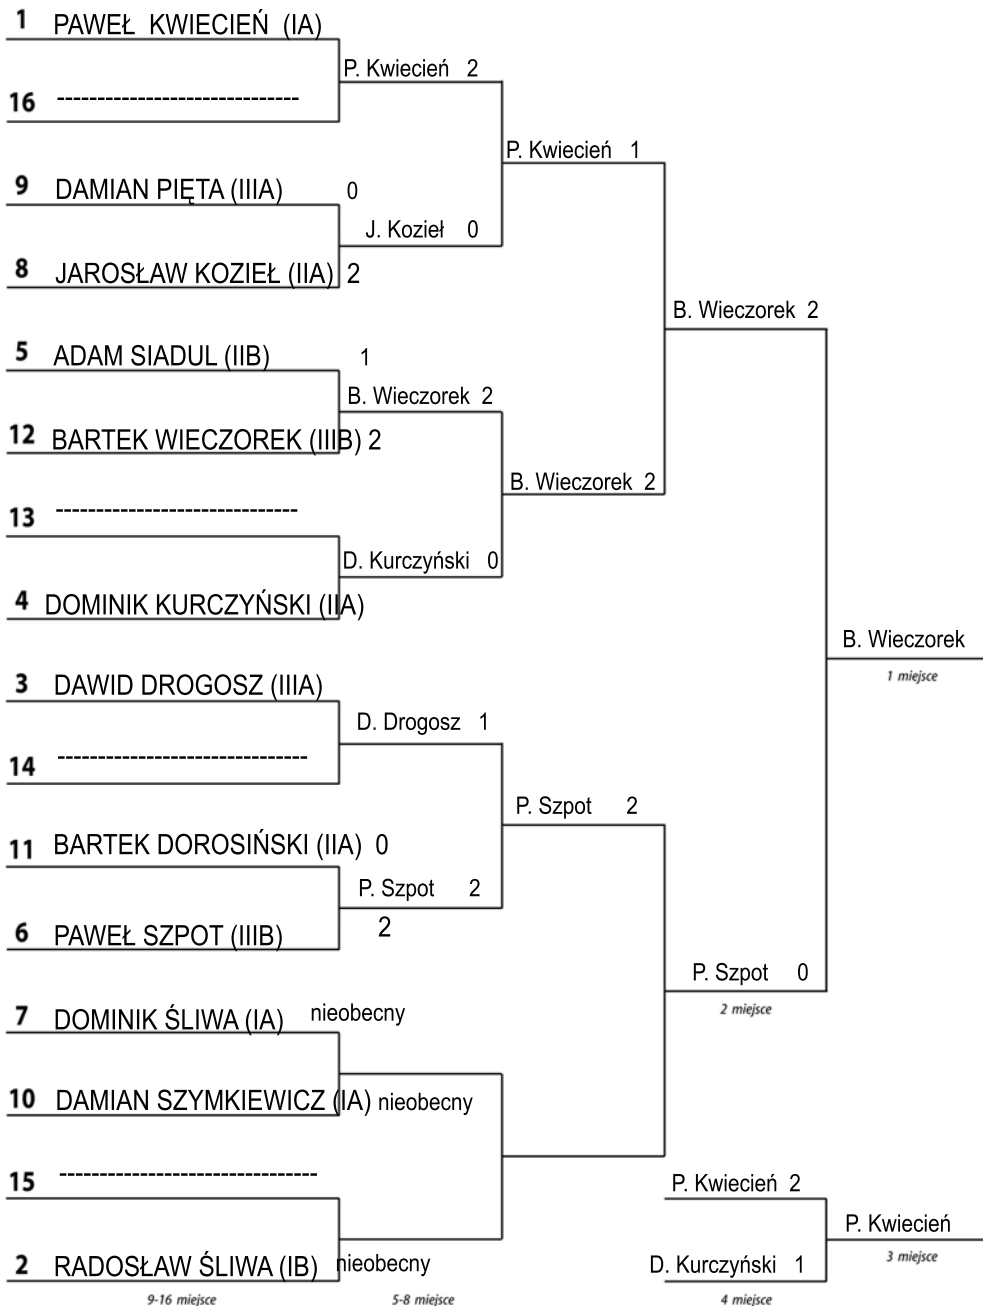 1 PAWEŁ KWIECIEŃ (IA)
P. Kwiecień 2
16 ------------------------------
P. Kwiecień 1
9 DAMIAN PIĘTA (IIIA) 0
J. Kozieł 0
8 JAROSŁAW KOZIEŁ (IIA) 2
B. Wieczorek 2
5 ADAM SIADUL (IIB) 1
B. Wieczorek 2
12 BARTEK WIECZOREK (IIIB) 2
B. Wieczorek 2
13 ------------------------------
D. Kurczyński 0
4 DOMINIK KURCZYŃSKI (IIA)
B. Wieczorek
1 miejsce
3 DAWID DROGOSZ (IIIA)
D. Drogosz 1
14 -------------------------------
P. Szpot 2
11 BARTEK DOROSIŃSKI (IIA) 0
P. Szpot 2
6 PAWEŁ SZPOT (IIIB) 2
P. Szpot 0
2 miejsce
7 DOMINIK ŚLIWA (IA) nieobecny
10 DAMIAN SZYMKIEWICZ (IA) nieobecny
15 --------------------------------
P. Kwiecień 2
P. Kwiecień
3 miejsce
2 RADOSŁAW ŚLIWA (IB) nieobecny
D. Kurczyński 1
9-16 miejsce 5-8 miejsce 4 miejsce